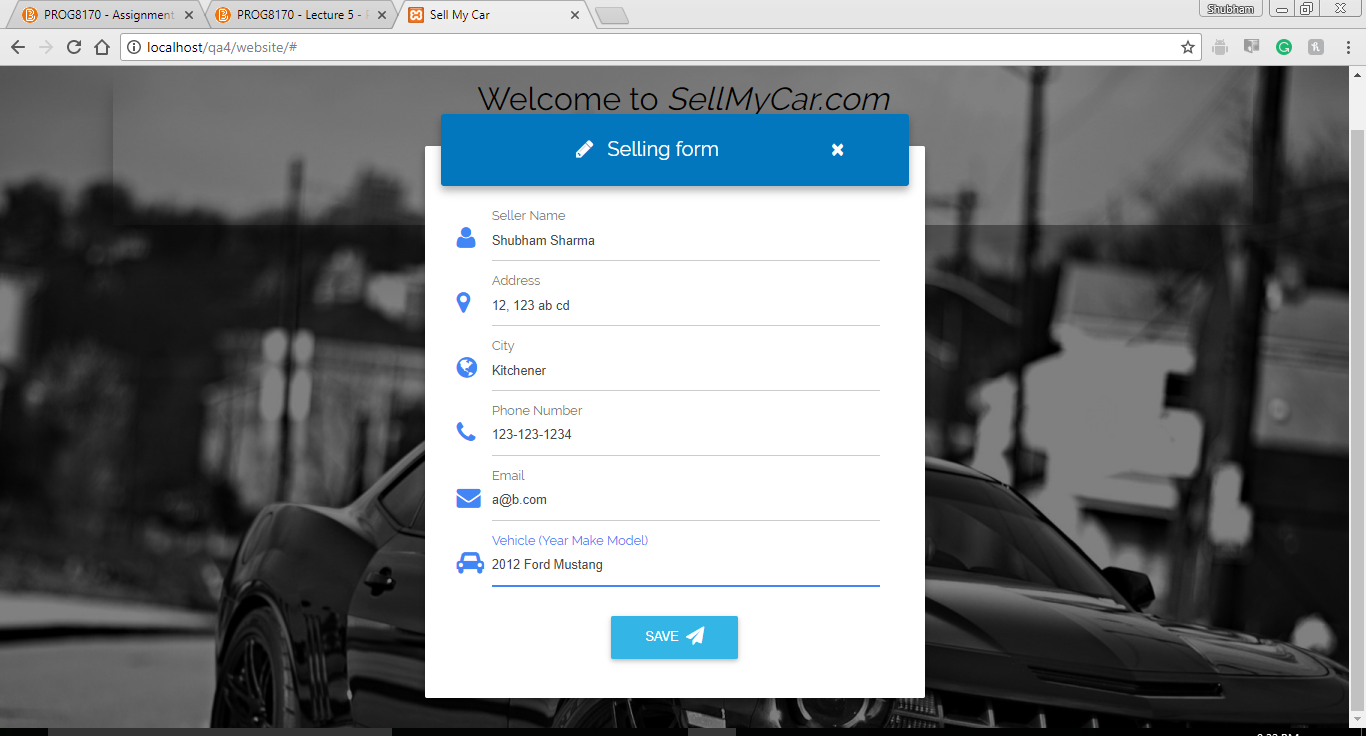 PROG8170 - Assignment
PROG8170 - Lecture 5 -
Sell My Car
Shubham
localhost/qa4/website/#
Welcome to SellMyCar.com
Selling form
Seller Name
Shubham Sharma
Address
12, 123 ab cd
City
Kitchener
Phone Number
123-123-1234
Email
a@b.com
Vehicle (Year Make Model)
2012 Ford Mustang
SAVE